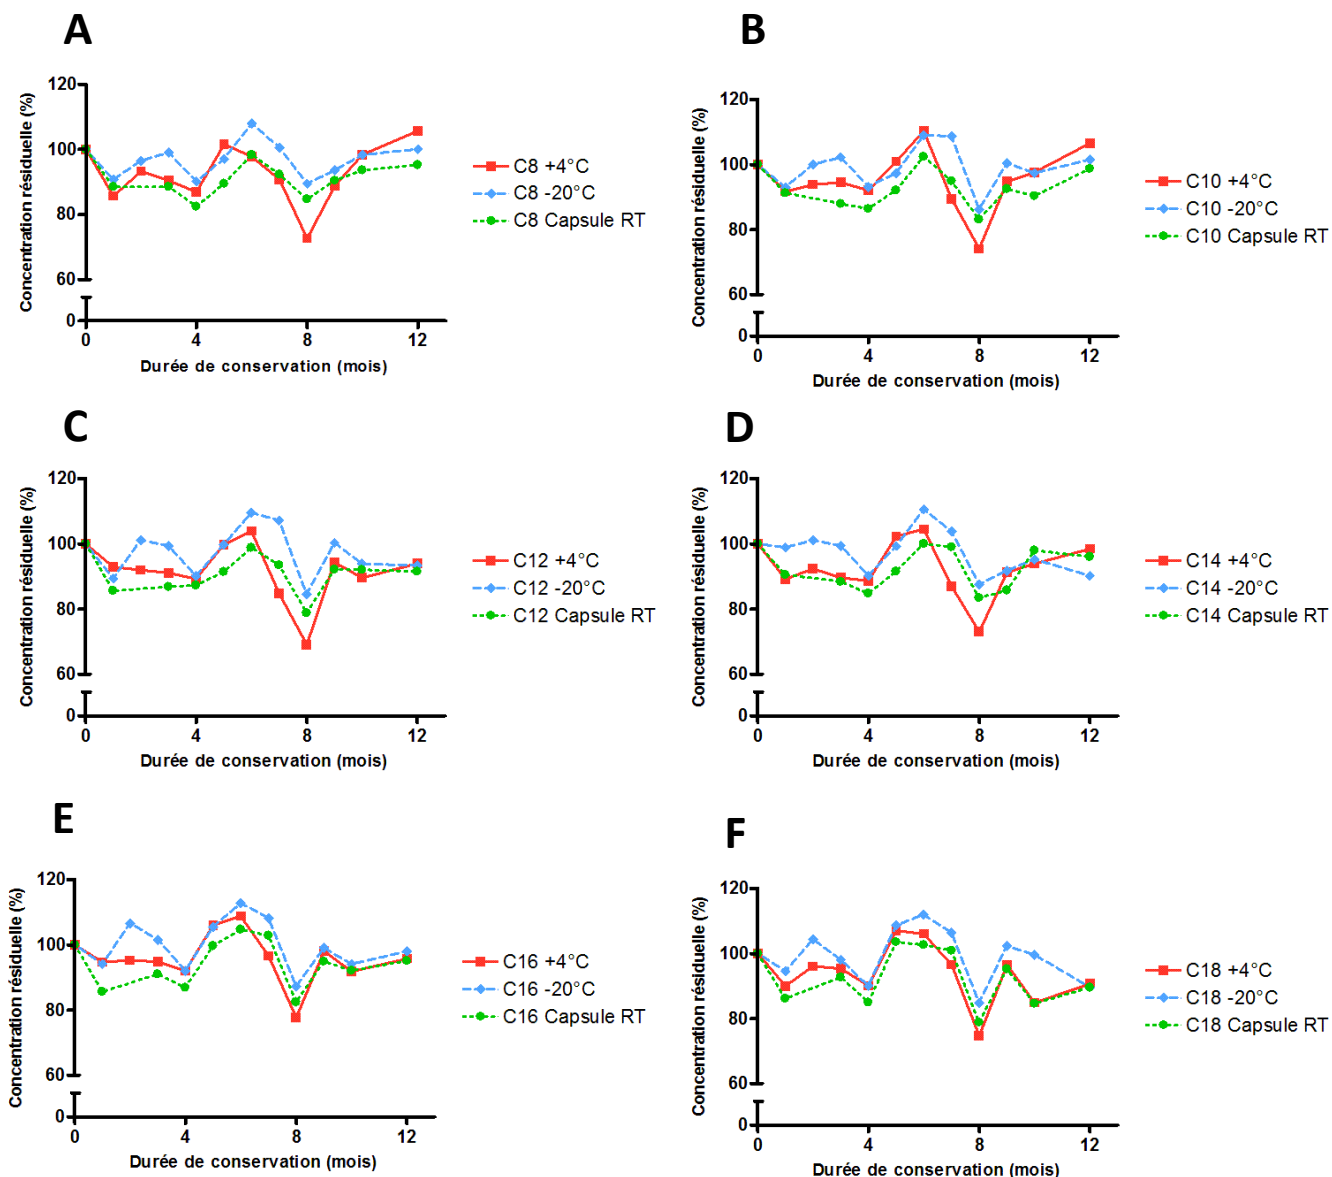 A
Concentration résiduelle (%)
120
100
80
60
0
0 4 8 12
Durée de conservation (mois)
C8 +4°C
C8 -20°C
C8 Capsule RT
B
Concentration résiduelle (%)
120
100
80
60
0
0 4 8 12
Durée de conservation (mois)
C10 +4°C
C10 -20°C
C10 Capsule RT
C
Concentration résiduelle (%)
120
100
80
60
0
0 4 8 12
Durée de conservation (mois)
C12 +4°C
C12 -20°C
C12 Capsule RT
D
Concentration résiduelle (%)
120
100
80
60
0
0 4 8 12
Durée de conservation (mois)
C14 +4°C
C14 -20°C
C14 Capsule RT
E
Concentration résiduelle (%)
120
100
80
60
0
0 4 8 12
Durée de conservation (mois)
C16 +4°C
C16 -20°C
C16 Capsule RT
F
Concentration résiduelle (%)
120
100
80
60
0
0 4 8 12
Durée de conservation (mois)
C18 +4°C
C18 -20°C
C18 Capsule RT